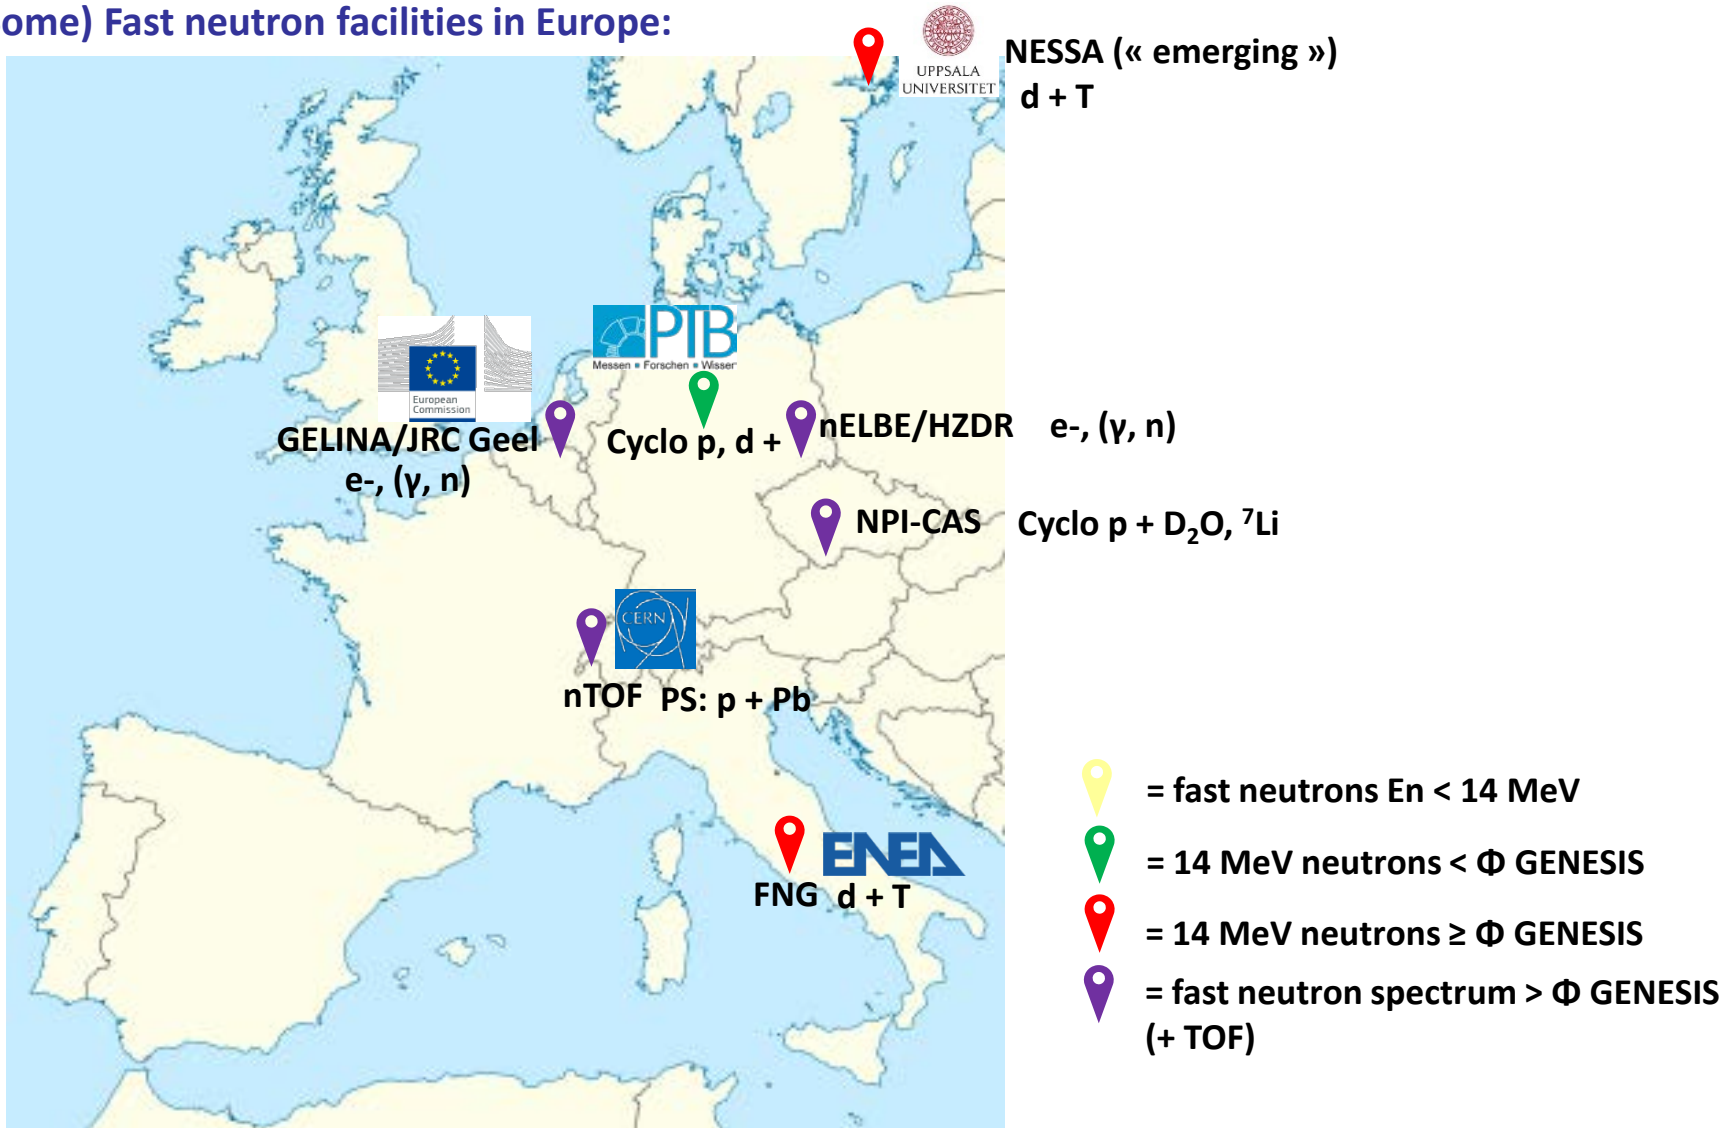 ome) Fast neutron facilities in Europe:
UPPSALA
UNIVERSITET
NESSA (« emerging »)
d + T
PTB
Messen ▪ Forschen ▪ Wisser
European
Commission
GELINA/JRC Geel
e-, (γ, n)
Cyclo p, d +
nELBE/HZDR e-, (γ, n)
NPI-CAS Cyclo p + D₂O, ⁷Li
CERN
nTOF PS: p + Pb
ENEA
FNG d + T
= fast neutrons En < 14 MeV
= 14 MeV neutrons < Φ GENESIS
= 14 MeV neutrons ≥ Φ GENESIS
= fast neutron spectrum > Φ GENESIS
(+ TOF)